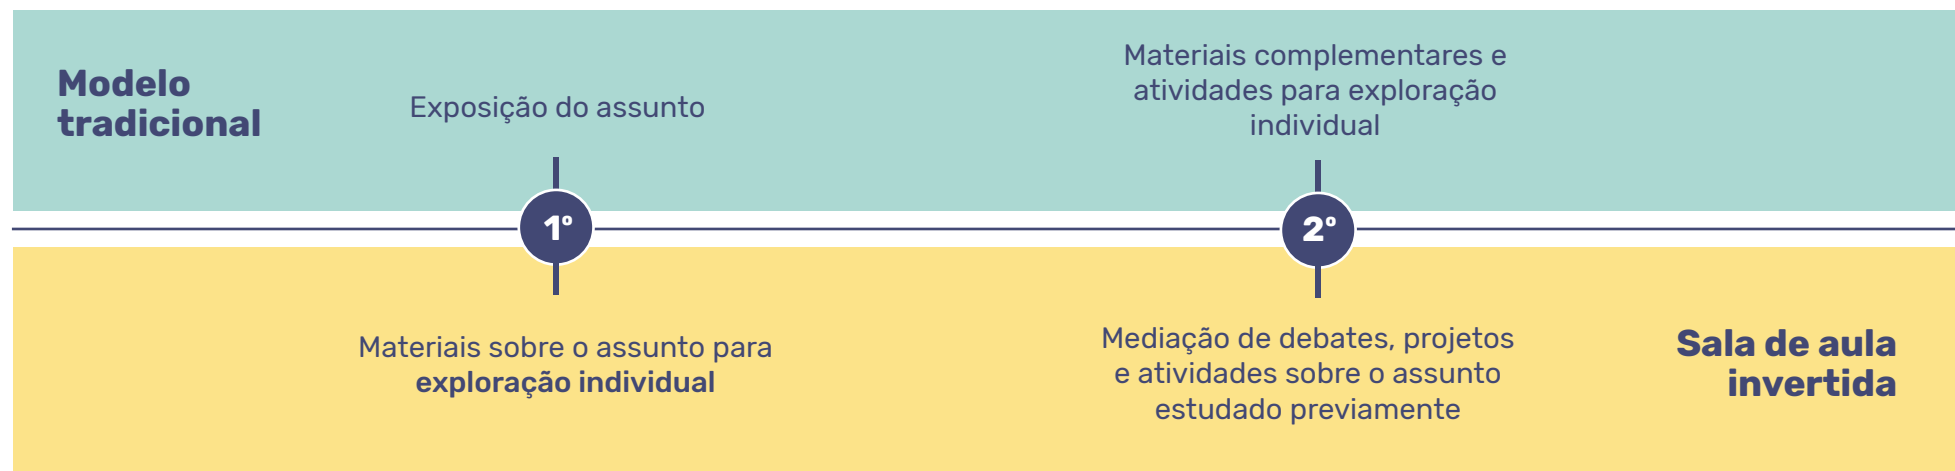 Modelo
tradicional
Exposição do assunto
Materiais complementares e
atividades para exploração
individual
1º
2º
Materiais sobre o assunto para
exploração individual
Mediação de debates, projetos
e atividades sobre o assunto
estudado previamente
Sala de aula
invertida